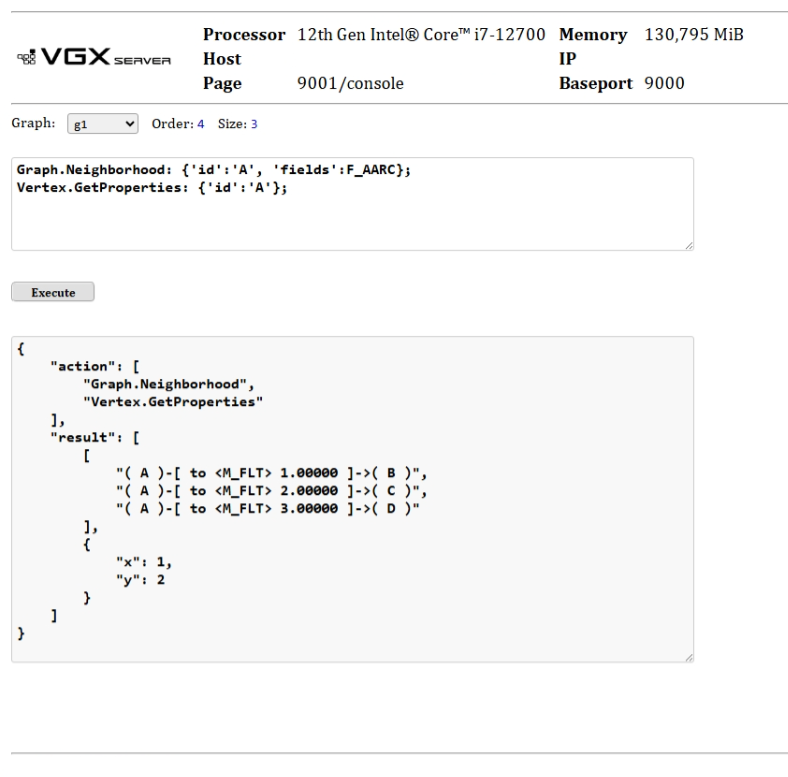 VGX SERVER
Processor 12th Gen Intel® Core™ i7-12700 Memory 130,795 MiB
Host IP
Page 9001/console Baseport 9000
Graph: g1 Order: 4 Size: 3
Graph.Neighborhood: {'id':'A', 'fields':F_AARC};
Vertex.GetProperties: {'id':'A'};
Execute
{
    "action": [
        "Graph.Neighborhood",
        "Vertex.GetProperties"
    ],
    "result": [
        [
            "( A )-[ to <M_FLT> 1.00000 ]->( B )",
            "( A )-[ to <M_FLT> 2.00000 ]->( C )",
            "( A )-[ to <M_FLT> 3.00000 ]->( D )"
        ],
        {
            "x": 1,
            "y": 2
        }
    ]
}